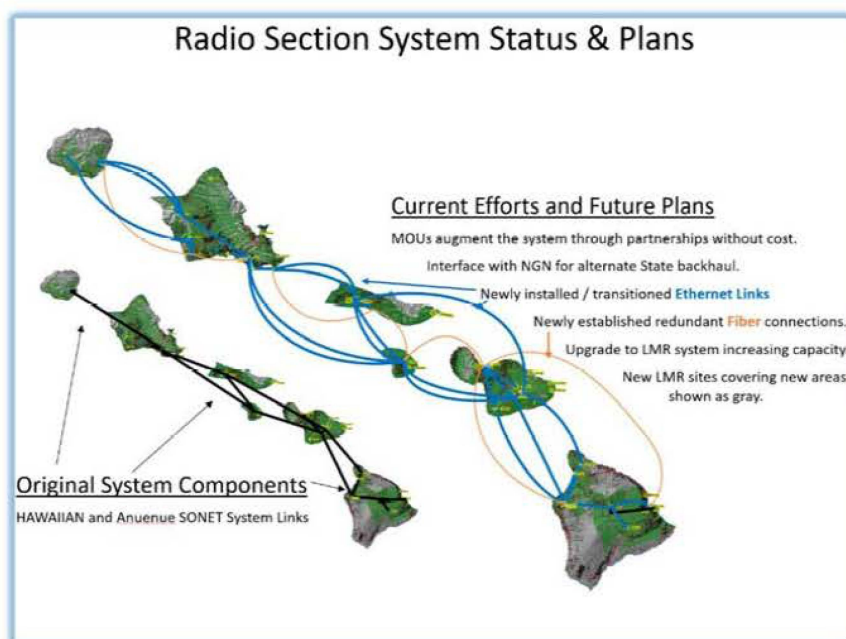 Radio Section System Status & Plans
Current Efforts and Future Plans
MOUs augment the system through partnerships without cost.
Interface with NGN for alternate State backhaul.
Newly installed / transitioned Ethernet Links
Newly established redundant Fiber connections.
Upgrade to LMR system increasing capacity
New LMR sites covering new areas
shown as gray.
Original System Components
HAWAIIAN and Anuenue SONET System Links